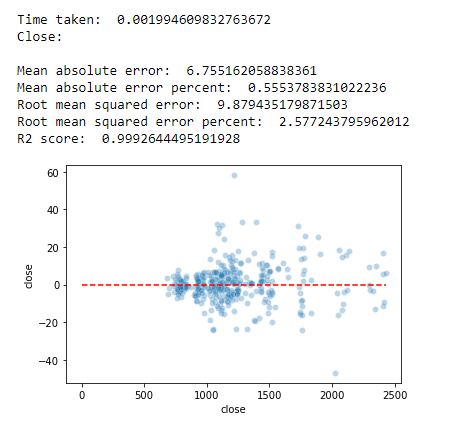 Time taken:  0.001994609832763672
Close:
Mean absolute error:  6.755162058838361
Mean absolute error percent:  0.5553783831022236
Root mean squared error:  9.879435179871503
Root mean squared error percent:  2.577243795962012
R2 score:  0.9992644495191928
60
40
20
0
−20
−40
close
0 500 1000 1500 2000 2500
close